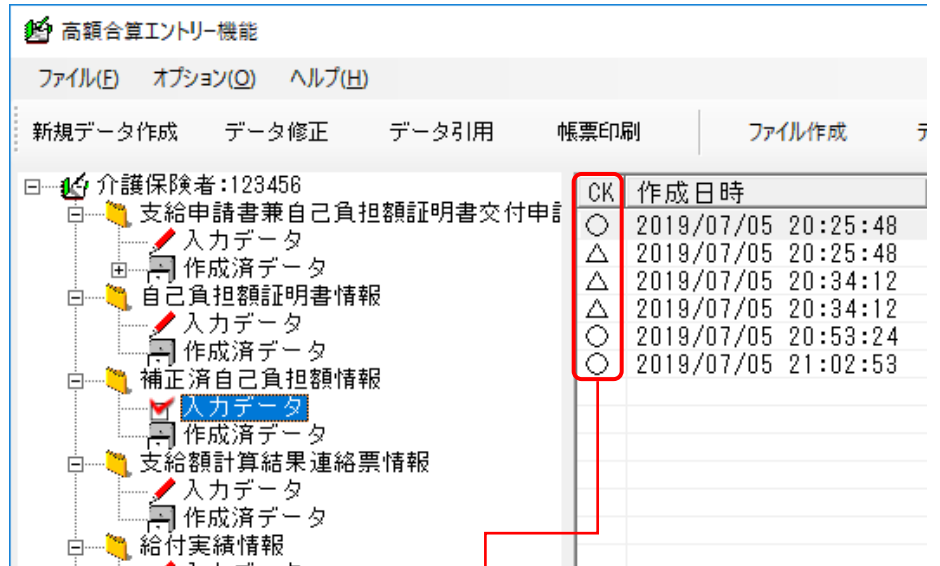 高額合算エントリー機能
ファイル(F) オプション(O) ヘルプ(H)
新規データ作成 データ修正 データ引用 帳票印刷 ファイル作成
介護保険者:123456
支給申請書兼自己負担額証明書交付申
入力データ
作成済データ
自己負担額証明書情報
入力データ
作成済データ
補正済自己負担額情報
入力データ
作成済データ
支給額計算結果連絡票情報
入力データ
作成済データ
給付実績情報
CK 作成日時
○ 2019/07/05 20:25:48
△ 2019/07/05 20:25:48
△ 2019/07/05 20:34:12
△ 2019/07/05 20:34:12
○ 2019/07/05 20:53:24
○ 2019/07/05 21:02:53